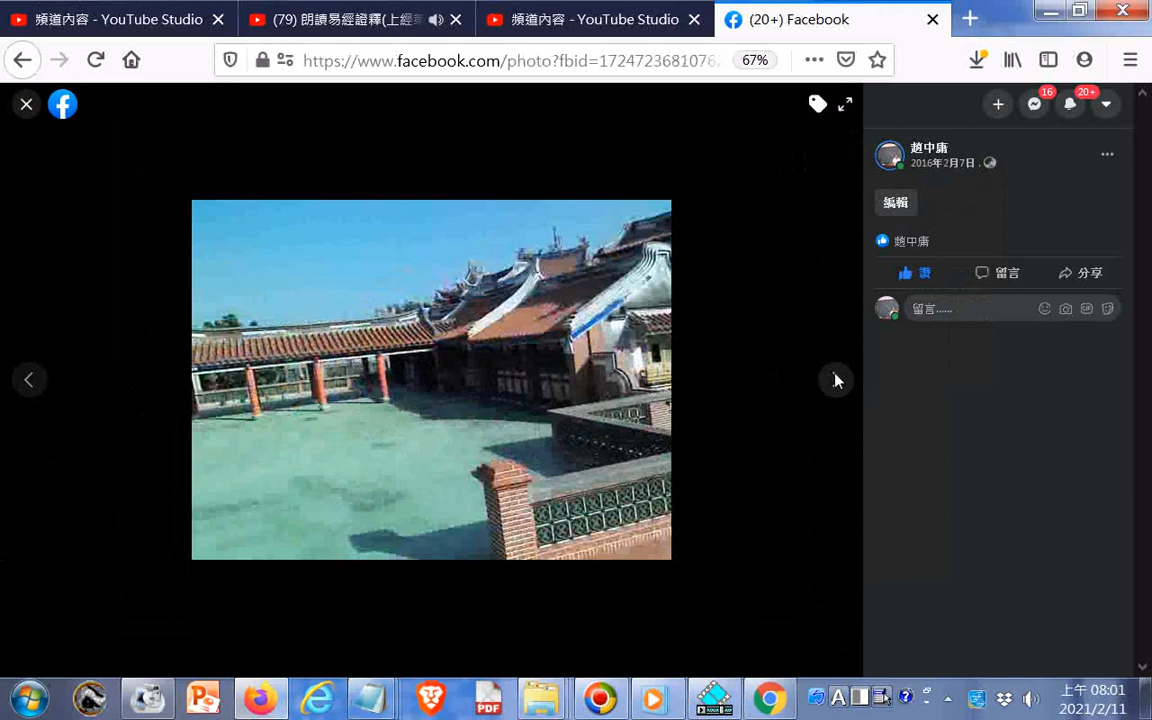 頻道內容 - YouTube Studio
(79) 朗讀易經證釋(上經
頻道內容 - YouTube Studio
(20+) Facebook
https://www.facebook.com/photo?fbid=172472368107
67%
16
20+
趙中庸
2016年2月7日 ·
編輯
趙中庸
讚
留言
分享
留言......
PDF
A
上午 08:01
2021/2/11